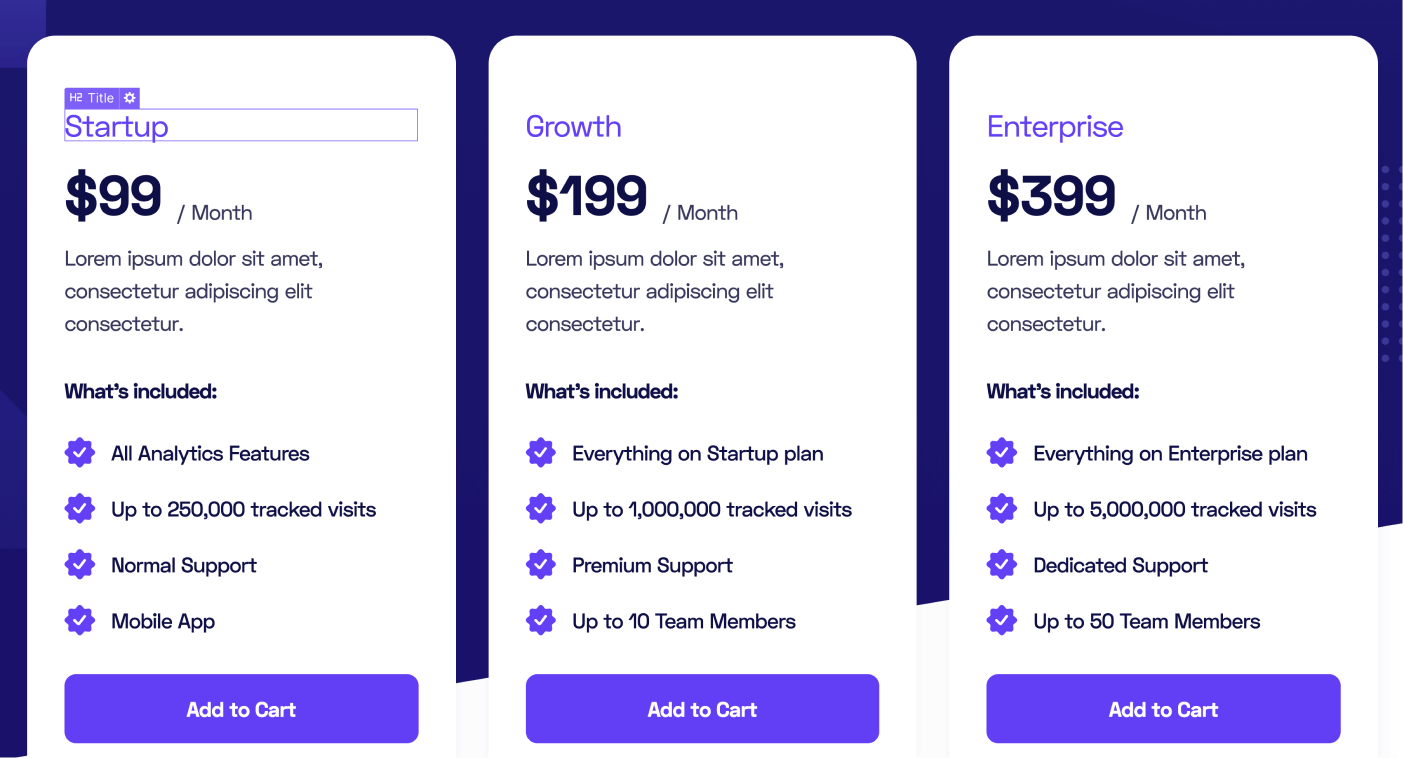 H2 Title
Startup
$99 / Month
Lorem ipsum dolor sit amet,
consectetur adipiscing elit
consectetur.
What’s included:
All Analytics Features
Up to 250,000 tracked visits
Normal Support
Mobile App
Add to Cart
Growth
$199 / Month
Lorem ipsum dolor sit amet,
consectetur adipiscing elit
consectetur.
What’s included:
Everything on Startup plan
Up to 1,000,000 tracked visits
Premium Support
Up to 10 Team Members
Add to Cart
Enterprise
$399 / Month
Lorem ipsum dolor sit amet,
consectetur adipiscing elit
consectetur.
What’s included:
Everything on Enterprise plan
Up to 5,000,000 tracked visits
Dedicated Support
Up to 50 Team Members
Add to Cart